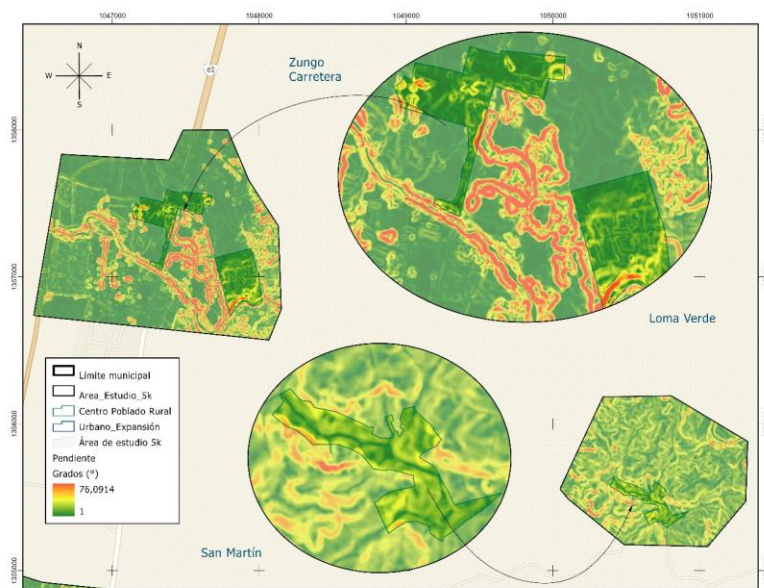 1047000 1048000 1049000 1050000 1051000
N
W E
S
62
Zungo
Carretera
1358000
1357000
1356000
1355000
Loma Verde
San Martín
Límite municipal
Area_Estudio_5k
Centro Poblado Rural
Urbano_Expansión
Área de estudio 5k
Pendiente
Grados (°)
76,0914
1